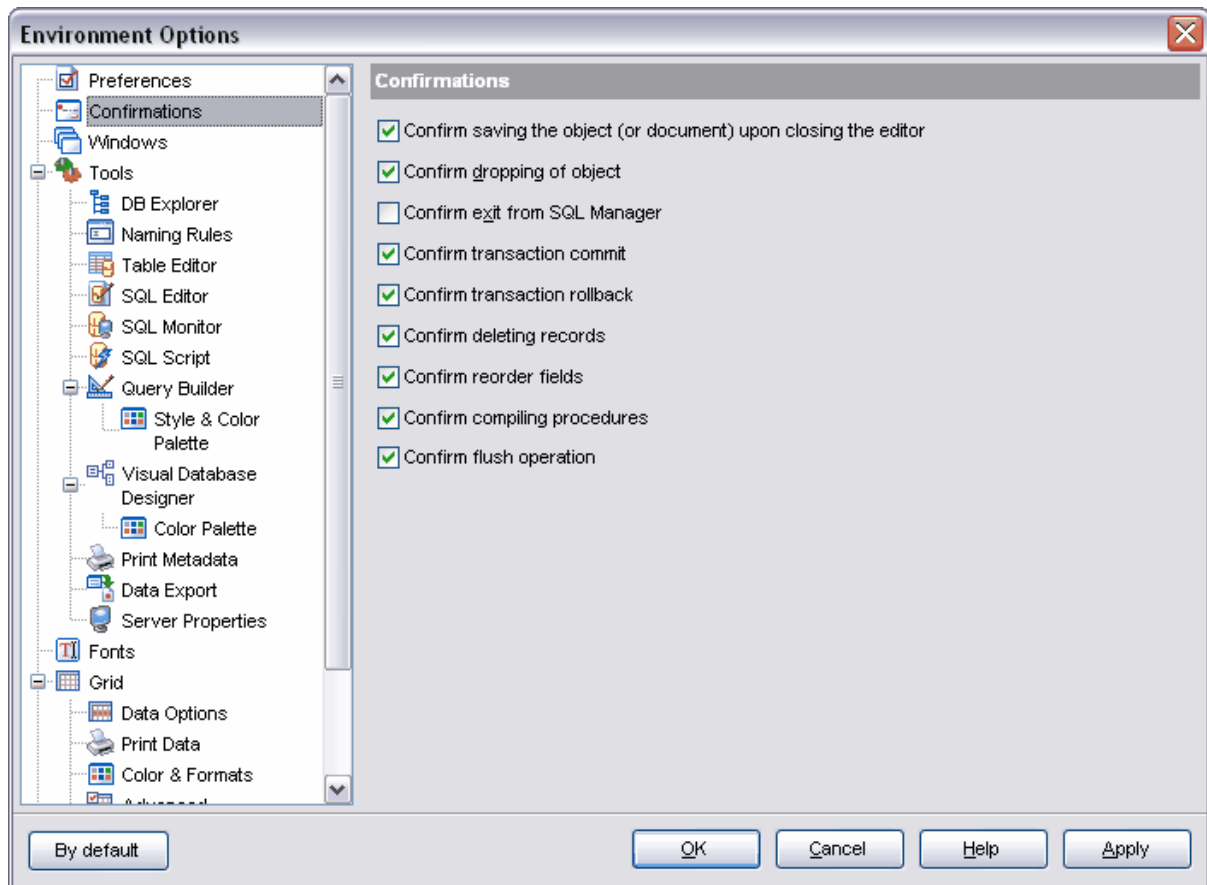 Environment Options
Preferences
Confirmations
Windows
Tools
DB Explorer
Naming Rules
Table Editor
SQL Editor
SQL Monitor
SQL Script
Query Builder
Style & Color
Palette
Visual Database
Designer
Color Palette
Print Metadata
Data Export
Server Properties
Fonts
Grid
Data Options
Print Data
Color & Formats
Confirmations
Confirm saving the object (or document) upon closing the editor
Confirm dropping of object
Confirm exit from SQL Manager
Confirm transaction commit
Confirm transaction rollback
Confirm deleting records
Confirm reorder fields
Confirm compiling procedures
Confirm flush operation
By default
OK
Cancel
Help
Apply